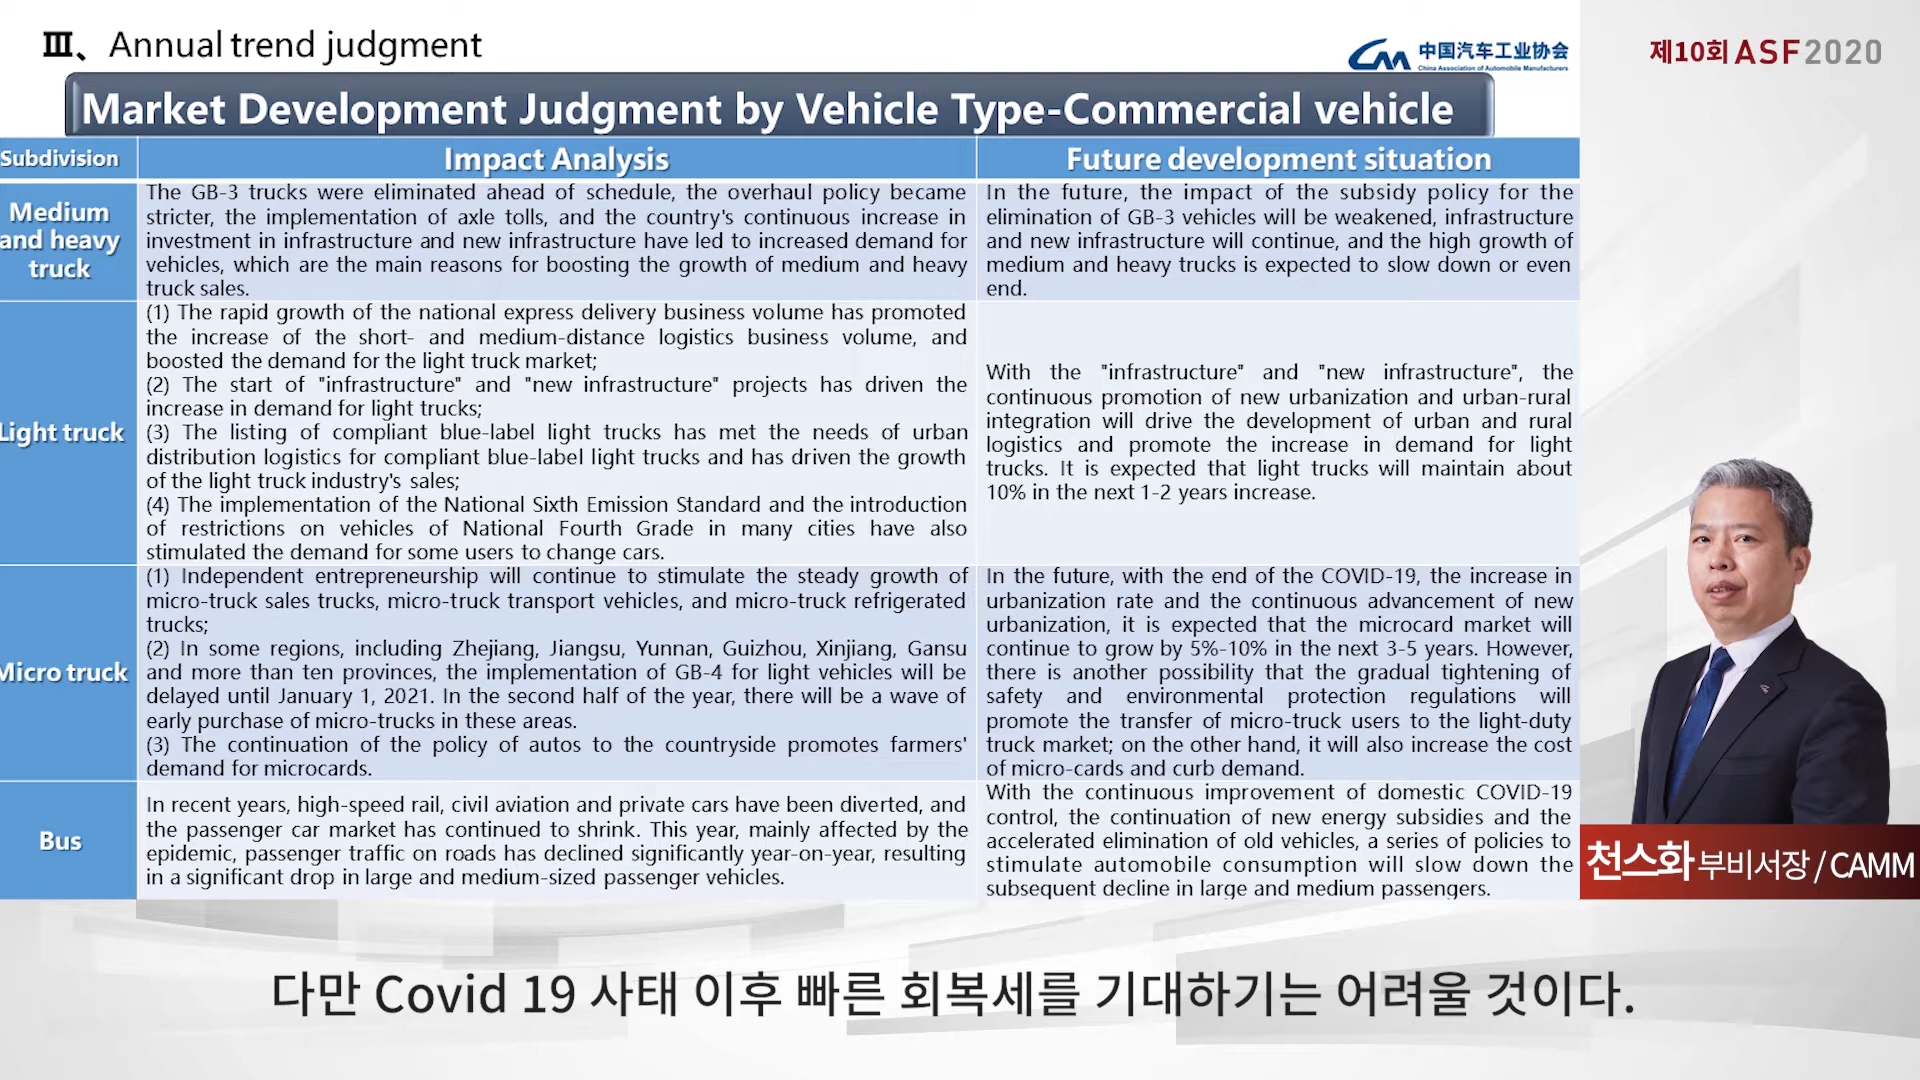 Ⅲ、Annual trend judgment
中国汽车工业协会
China Association of Automobile Manufacturers
제10회 ASF2020
Market Development Judgment by Vehicle Type-Commercial vehicle
Subdivision
Impact Analysis
Future development situation
Medium
and heavy
truck
The GB-3 trucks were eliminated ahead of schedule, the overhaul policy became
stricter, the implementation of axle tolls, and the country's continuous increase in
investment in infrastructure and new infrastructure have led to increased demand for
vehicles, which are the main reasons for boosting the growth of medium and heavy
truck sales.
In the future, the impact of the subsidy policy for the
elimination of GB-3 vehicles will be weakened, infrastructure
and new infrastructure will continue, and the high growth of
medium and heavy trucks is expected to slow down or even
end.
Light truck
(1) The rapid growth of the national express delivery business volume has promoted
the increase of the short- and medium-distance logistics business volume, and
boosted the demand for the light truck market;
(2) The start of "infrastructure" and "new infrastructure" projects has driven the
increase in demand for light trucks;
(3) The listing of compliant blue-label light trucks has met the needs of urban
distribution logistics for compliant blue-label light trucks and has driven the growth
of the light truck industry's sales;
(4) The implementation of the National Sixth Emission Standard and the introduction
of restrictions on vehicles of National Fourth Grade in many cities have also
stimulated the demand for some users to change cars.
With the "infrastructure" and "new infrastructure", the
continuous promotion of new urbanization and urban-rural
integration will drive the development of urban and rural
logistics and promote the increase in demand for light
trucks. It is expected that light trucks will maintain about
10% in the next 1-2 years increase.
Micro truck
(1) Independent entrepreneurship will continue to stimulate the steady growth of
micro-truck sales trucks, micro-truck transport vehicles, and micro-truck refrigerated
trucks;
(2) In some regions, including Zhejiang, Jiangsu, Yunnan, Guizhou, Xinjiang, Gansu
and more than ten provinces, the implementation of GB-4 for light vehicles will be
delayed until January 1, 2021. In the second half of the year, there will be a wave of
early purchase of micro-trucks in these areas.
(3) The continuation of the policy of autos to the countryside promotes farmers'
demand for microcards.
In the future, with the end of the COVID-19, the increase in
urbanization rate and the continuous advancement of new
urbanization, it is expected that the microcard market will
continue to grow by 5%-10% in the next 3-5 years. However,
there is another possibility that the gradual tightening of
safety and environmental protection regulations will
promote the transfer of micro-truck users to the light-duty
truck market; on the other hand, it will also increase the cost
of micro-cards and curb demand.
Bus
In recent years, high-speed rail, civil aviation and private cars have been diverted, and
the passenger car market has continued to shrink. This year, mainly affected by the
epidemic, passenger traffic on roads has declined significantly year-on-year, resulting
in a significant drop in large and medium-sized passenger vehicles.
With the continuous improvement of domestic COVID-19
control, the continuation of new energy subsidies and the
accelerated elimination of old vehicles, a series of policies to
stimulate automobile consumption will slow down the
subsequent decline in large and medium passengers.
천스화 부비서장 / CAMM
다만 Covid 19 사태 이후 빠른 회복세를 기대하기는 어려울 것이다.